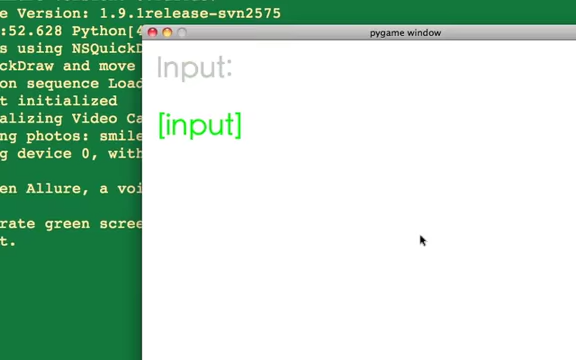 e Version: 1.9.1release-svn2575
:52.628 Python[4
s using NSQuickD
ckDraw and move
on sequence Load
t initialized
alizing Video Ca
ng photos: smile
ng device 0, with
en Allure, a voi
rate green scree
t.
pygame window
Input:
[input]